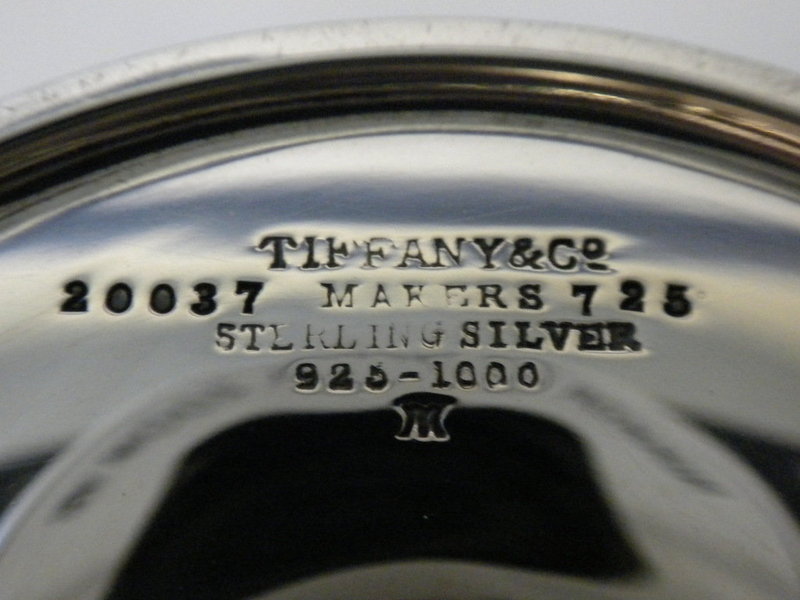 TIFFANY & Cº
20037 MAKERS 725
STERLING SILVER
925-1000
M